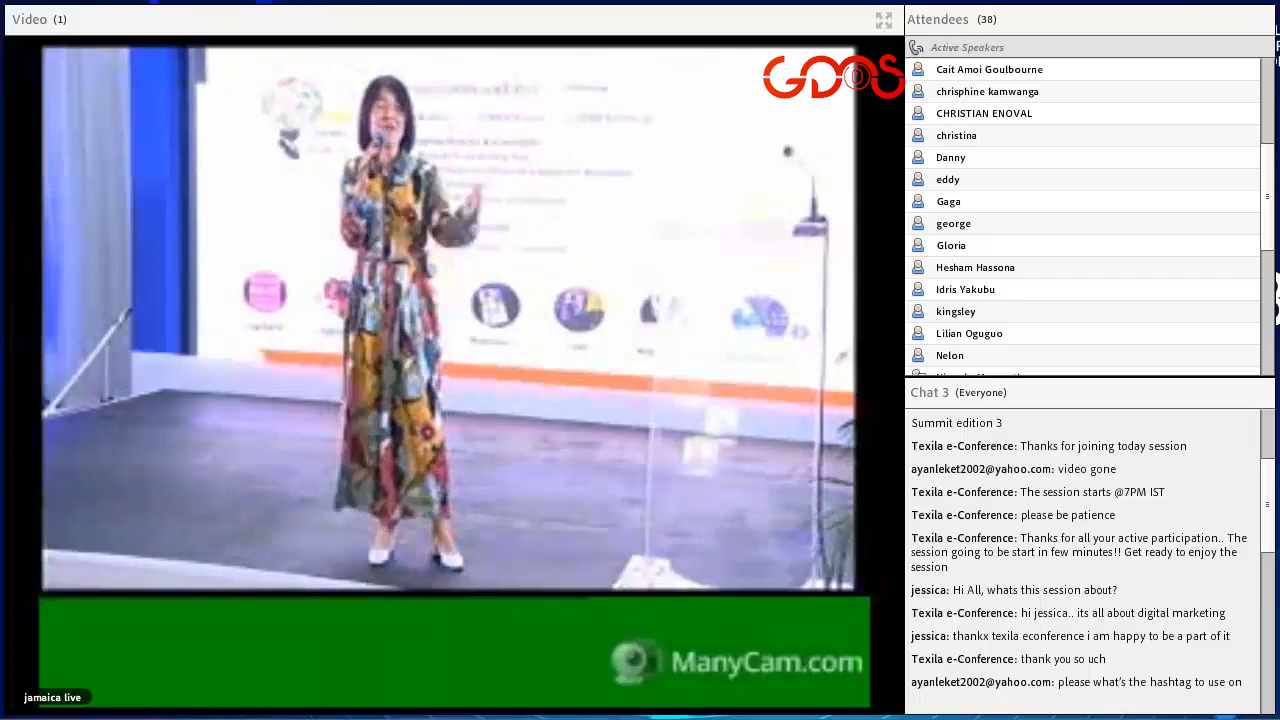 Video (1)
GDOS
ManyCam.com
jamaica live
Attendees (38)
Active Speakers
Cait Amoi Goulbourne
chrisphine kamwanga
CHRISTIAN ENOVAL
christina
Dany
eddy
Gaga
george
Gloria
Hesham Hassona
Idris Yakubu
kingsley
Lilian Oguguo
Nelon
Chat 3 (Everyone)
Summit edition 3
Texila e-Conference: Thanks for joining today session
ayanleket2002@yahoo.com: video gone
Texila e-Conference: The session starts @7PM IST
Texila e-Conference: please be patience
Texila e-Conference: Thanks for all your active participation.. The
session going to be start in few minutes!! Get ready to enjoy the
session
jessica: Hi All, whats this session about?
Texila e-Conference: hi jessica.. its all about digital marketing
jessica: thankx texila econference i am happy to be a part of it
Texila e-Conference: thank you so uch
ayanleket2002@yahoo.com: please what's the hashtag to use on